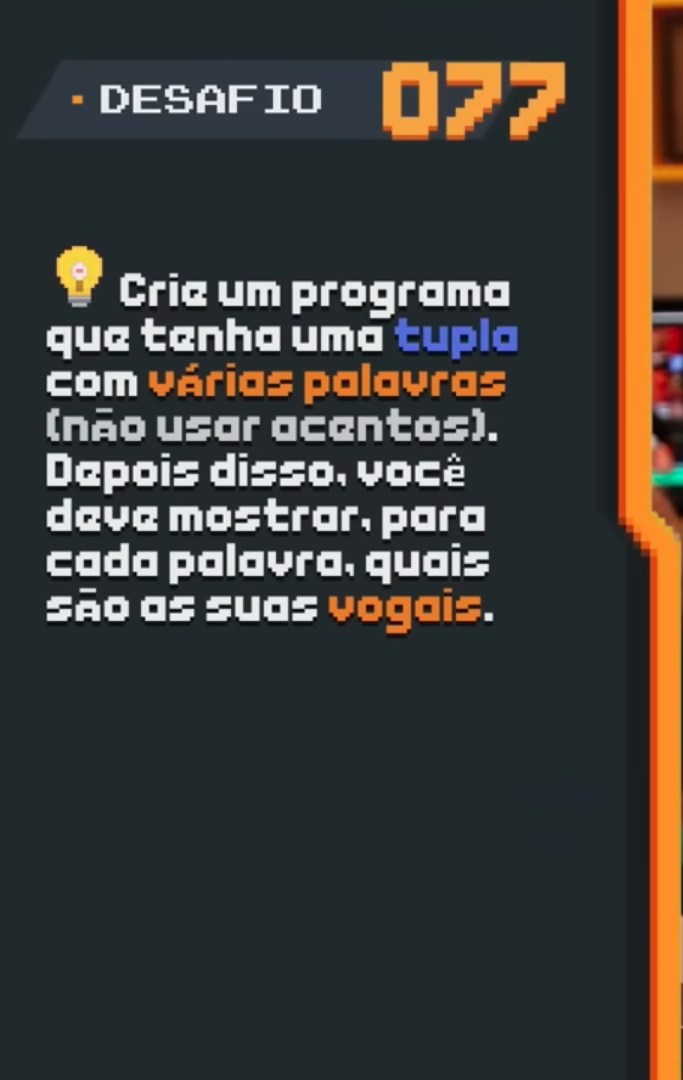 DESAFIO 077
Crie um programa
que tenha uma tupla
com várias palavras
(não usar acentos).
Depois disso, você
deve mostrar, para
cada palavra, quais
são as suas vogais.